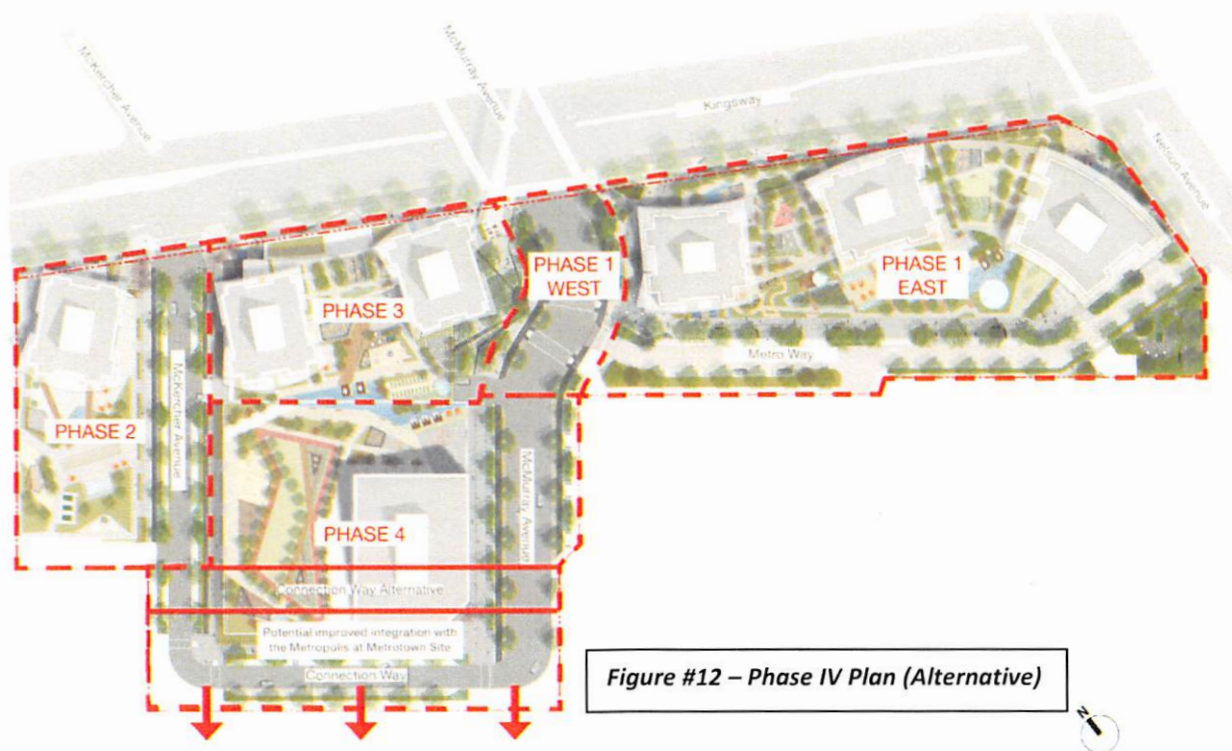 McKercher Avenue
McMurray Avenue
Kingsway
Nelson Avenue
PHASE 1
WEST
PHASE 3
PHASE 1
EAST
Metro Way
PHASE 2
McKercher Avenue
McMurray Avenue
PHASE 4
Connection Way Alternative
Potential improved integration with
the Metropolis at Metrotown Site
Connection Way
Figure #12 – Phase IV Plan (Alternative)
N